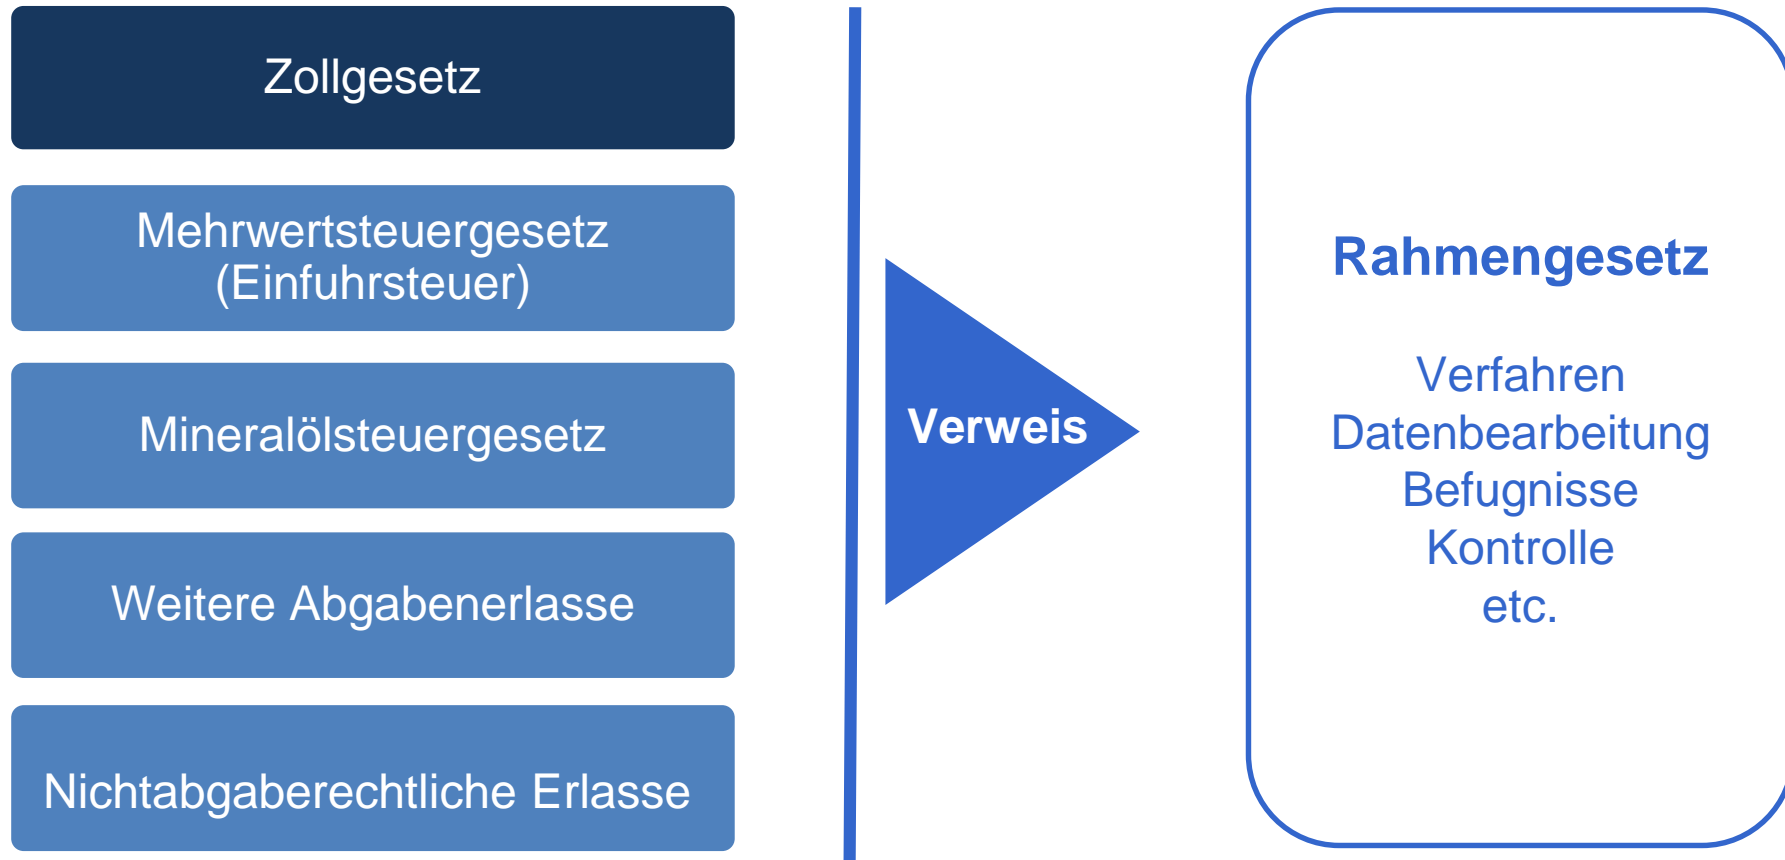 Zollgesetz
Mehrwertsteuergesetz
(Einfuhrsteuer)
Mineralölsteuergesetz
Weitere Abgabenerlasse
Nichtabgaberechtliche Erlasse
Verweis
Rahmengesetz
Verfahren
Datenbearbeitung
Befugnisse
Kontrolle
etc.